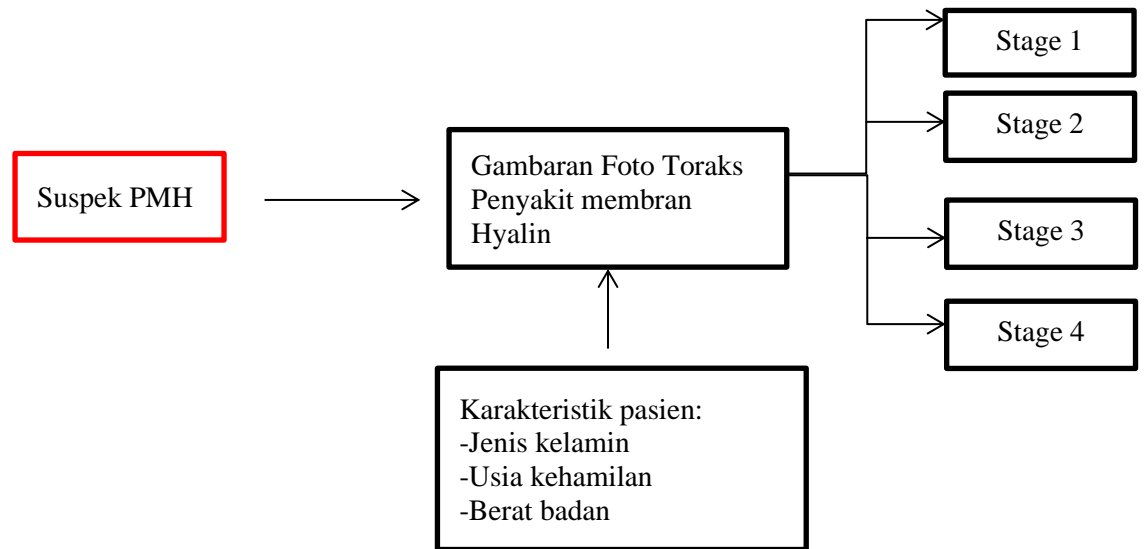 Suspek PMH
Gambaran Foto Toraks
Penyakit membran
Hyalin
Stage 1
Stage 2
Stage 3
Stage 4
Karakteristik pasien:
-Jenis kelamin
-Usia kehamilan
-Berat badan